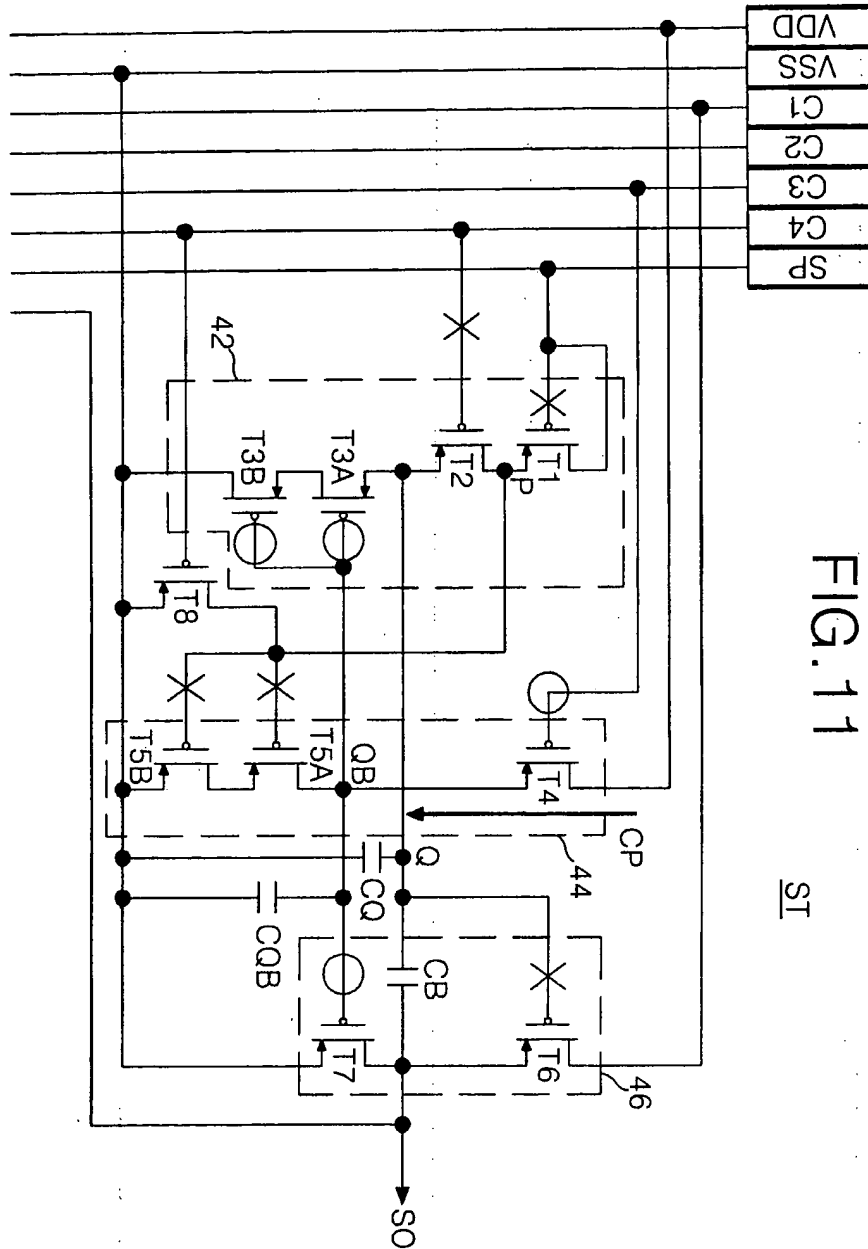 FIG.11
ST
VDD
VSS
C1
C2
C3
C4
SP
42
T3B
T3A
T2
T1
P
T8
T5B
T5A
QB
T4
CP
44
Q
CQ
CQB
CB
T7
T6
46
SO